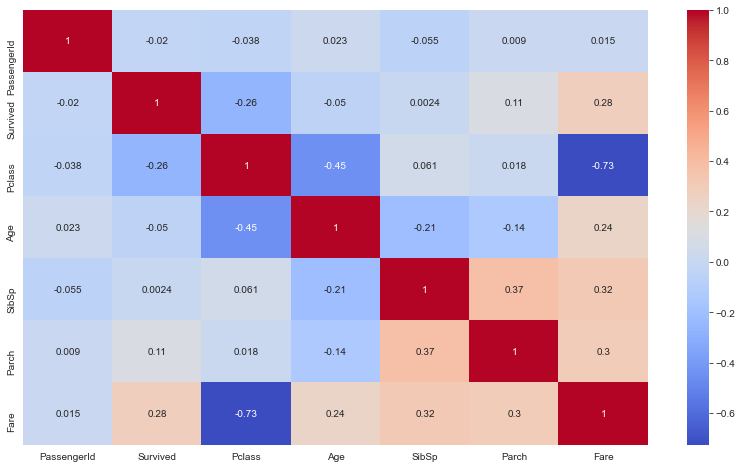 PassengerId 1 -0.02 -0.038 0.023 -0.055 0.009 0.015
Survived -0.02 1 -0.26 -0.05 0.0024 0.11 0.28
Pclass -0.038 -0.26 1 -0.45 0.061 0.018 -0.73
Age 0.023 -0.05 -0.45 1 -0.21 -0.14 0.24
SibSp -0.055 0.0024 0.061 -0.21 1 0.37 0.32
Parch 0.009 0.11 0.018 -0.14 0.37 1 0.3
Fare 0.015 0.28 -0.73 0.24 0.32 0.3 1
PassengerId Survived Pclass Age SibSp Parch Fare
1.0
0.8
0.6
0.4
0.2
0.0
-0.2
-0.4
-0.6